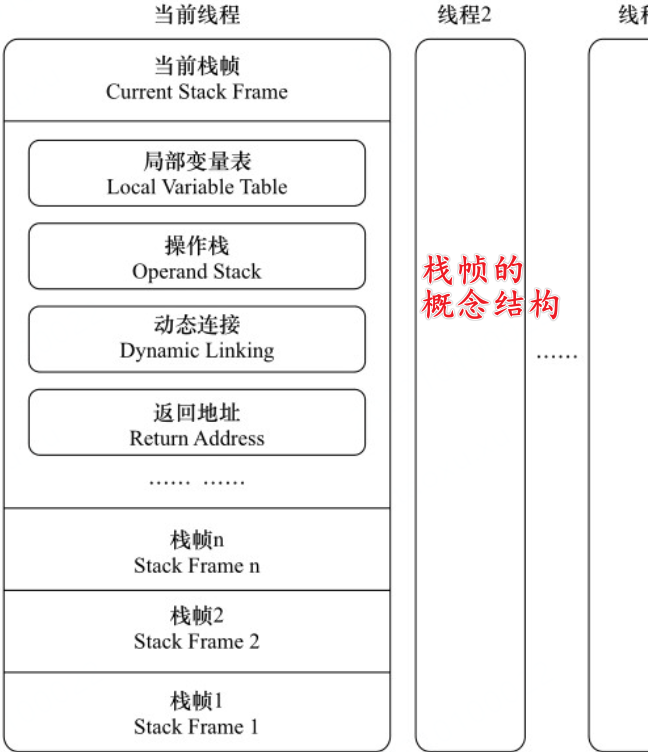 当前线程
线程2
线
当前栈帧
Current Stack Frame
局部变量表
Local Variable Table
操作栈
Operand Stack
动态连接
Dynamic Linking
返回地址
Return Address
…… ……
栈帧的
概念结构
……
栈帧n
Stack Frame n
栈帧2
Stack Frame 2
栈帧1
Stack Frame 1